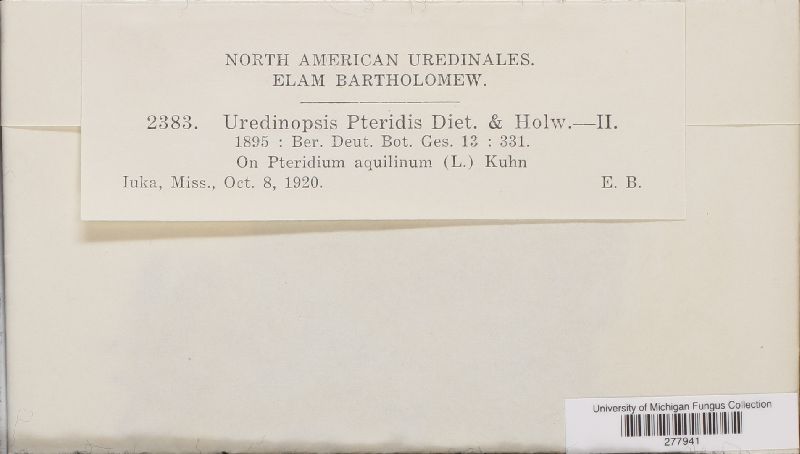 NORTH AMERICAN UREDINALES.
ELAM BARTHOLOMEW.
2383. Uredinopsis Pteridis Diet. & Holw.—II.
1895 : Ber. Deut. Bot. Ges. 13 : 331.
On Pteridium aquilinum (L.) Kuhn
Iuka, Miss., Oct. 8, 1920. E. B.
University of Michigan Fungus Collection
277941